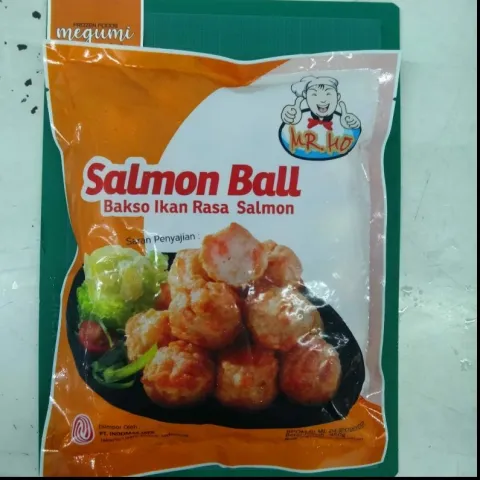 FROZEN FOODS
megumi
MR.HO
Salmon Ball
Bakso Ikan Rasa Salmon
Saran Penyajian :